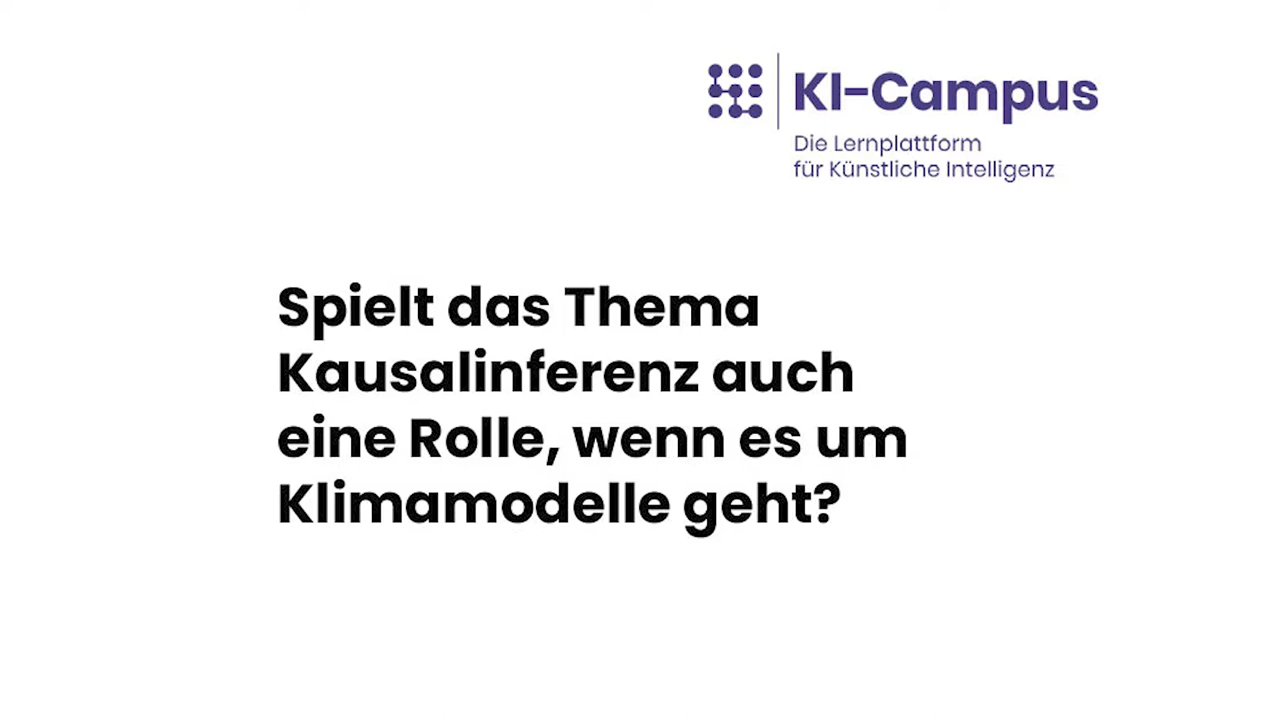 KI-Campus
Die Lernplattform
für Künstliche Intelligenz
Spielt das Thema
Kausalinferenz auch
eine Rolle, wenn es um
Klimamodelle geht?